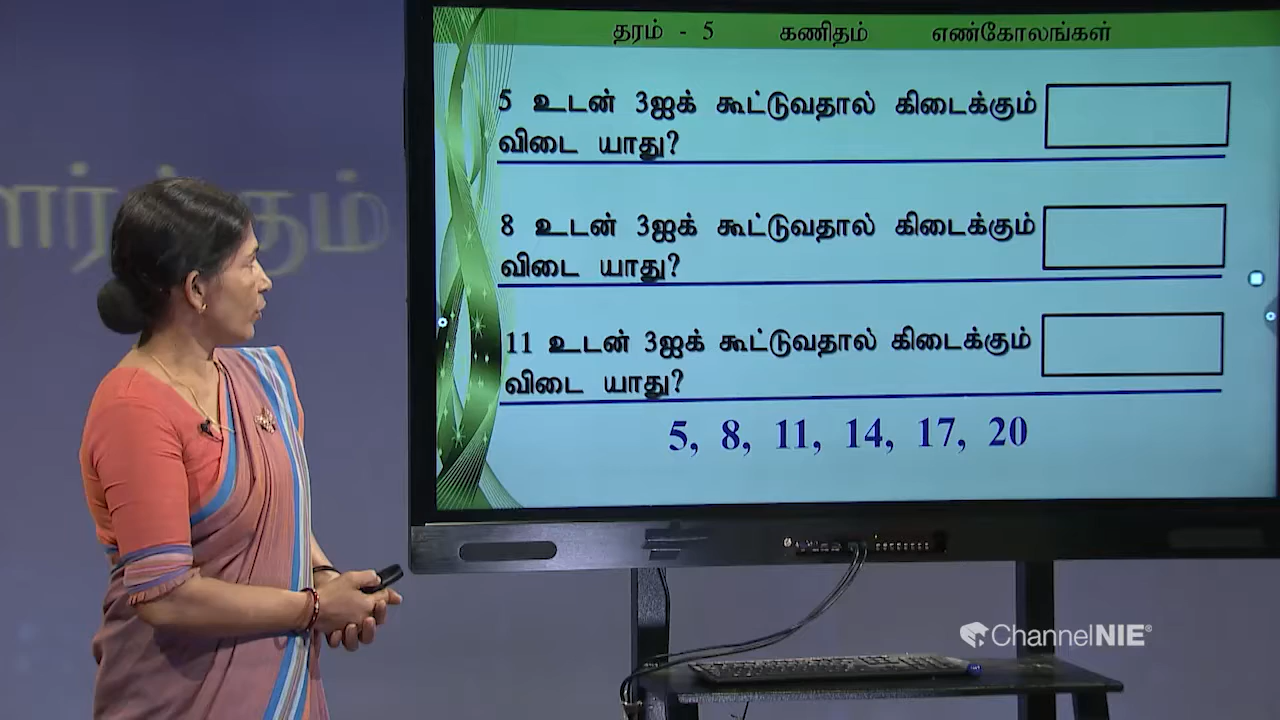 தரம் - 5 கணிதம் எண்கோலங்கள்
5 உடன் 3ஐக் கூட்டுவதால் கிடைக்கும்
விடை யாது?
8 உடன் 3ஐக் கூட்டுவதால் கிடைக்கும்
விடை யாது?
11 உடன் 3ஐக் கூட்டுவதால் கிடைக்கும்
விடை யாது?
5, 8, 11, 14, 17, 20
ChannelNIE®